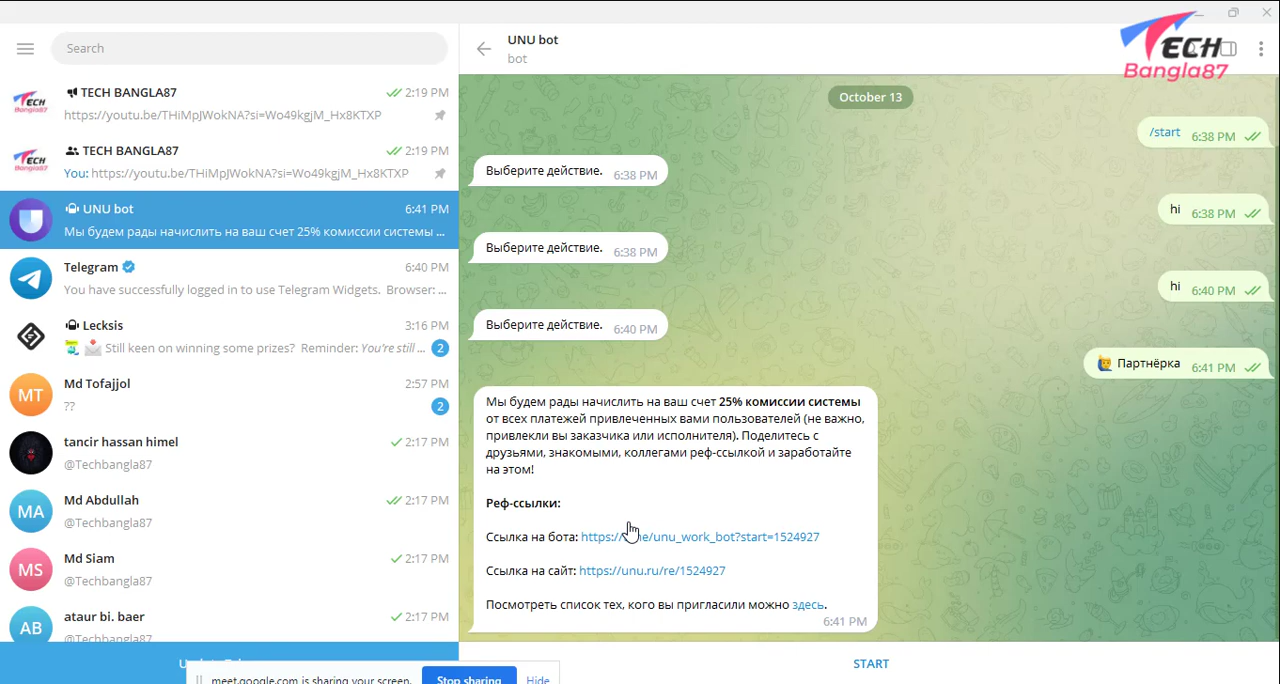 TECH
Bangla87
Search
TECH BANGLA87
2:19 PM
https://youtu.be/THiMpJWokNA?si=Wo49kgjM_Hx8KTXP
TECH BANGLA87
2:19 PM
You: https://youtu.be/THiMpJWokNA?si=Wo49kgjM_Hx8KTXP
UNU bot
6:41 PM
Мы будем рады начислить на ваш счет 25% комиссии системы ...
Telegram
6:40 PM
You have successfully logged in to use Telegram Widgets. Browser: ...
Lecksis
3:16 PM
Still keen on winning some prizes? Reminder: You're still ...
2
MT
Md Tofajjol
2:57 PM
??
2
tancir hassan himel
2:17 PM
@Techbangla87
MA
Md Abdullah
2:17 PM
@Techbangla87
MS
Md Siam
2:17 PM
@Techbangla87
AB
ataur bi. baer
2:17 PM
@Techbangla87
meet.google.com is sharing your screen.
Stop sharing
Hide
UNU bot
bot
October 13
/start 6:38 PM
Выберите действие. 6:38 PM
hi 6:38 PM
Выберите действие. 6:38 PM
hi 6:40 PM
Выберите действие. 6:40 PM
Партнёрка 6:41 PM
Мы будем рады начислить на ваш счет 25% комиссии системы
от всех платежей привлеченных вами пользователей (не важно,
привлекли вы заказчика или исполнителя). Поделитесь с
друзьями, знакомыми, коллегами реф-ссылкой и заработайте
на этом!
Реф-ссылки:
Ссылка на бота: https:/ me/unu_work_bot?start=1524927
Ссылка на сайт: https://unu.ru/re/1524927
Посмотреть список тех, кого вы пригласили можно здесь.
6:41 PM
START